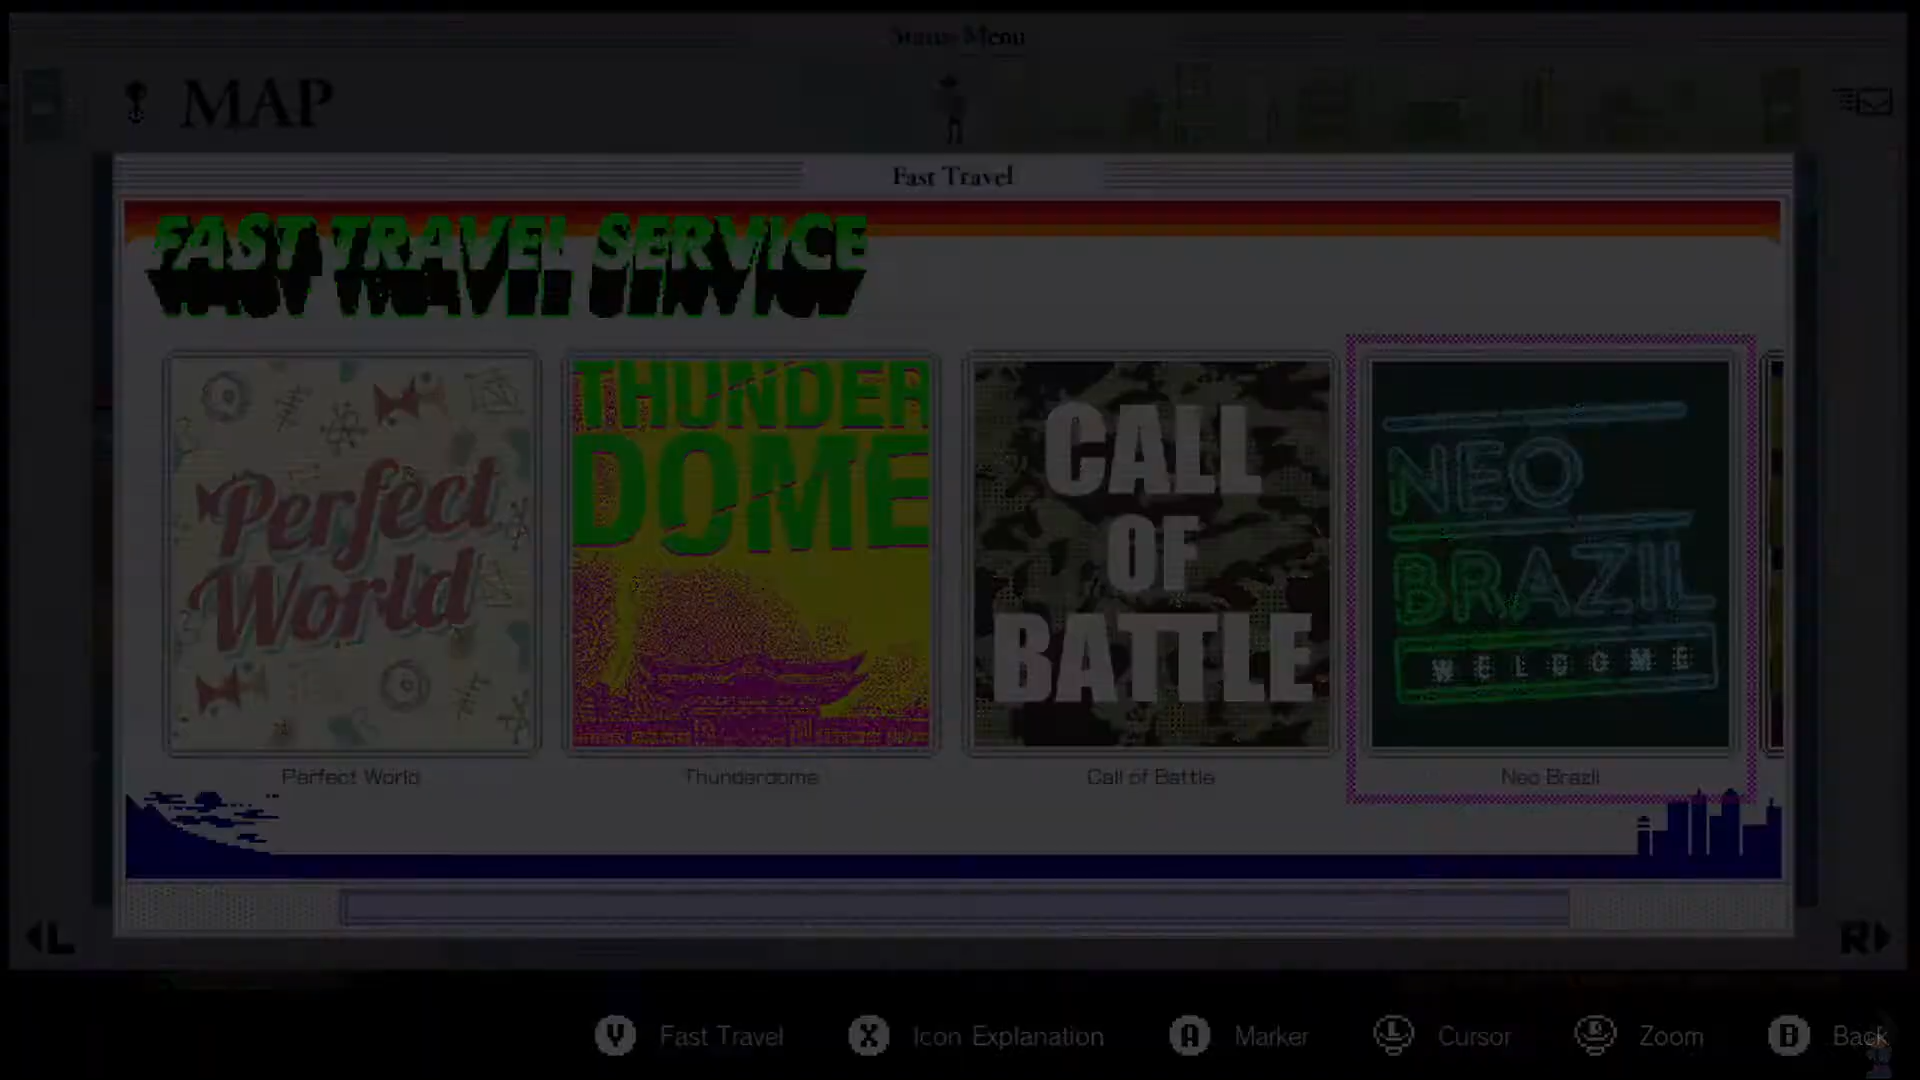 Status Menu
MAP
Fast Travel
FAST TRAVEL SERVICE
Perfect
World
THUNDER
DOME
CALL
OF
BATTLE
NEO
BRAZIL
WELCOME
Perfect World
Thunderdome
Call of Battle
Neo Brazil
L
R
Y Fast Travel
X Icon Explanation
A Marker
L Cursor
R Zoom
B Back